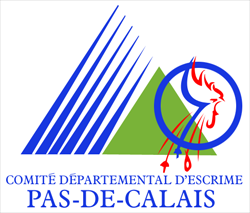 COMITÉ DÉPARTEMENTAL D'ESCRIME
PAS-DE-CALAIS